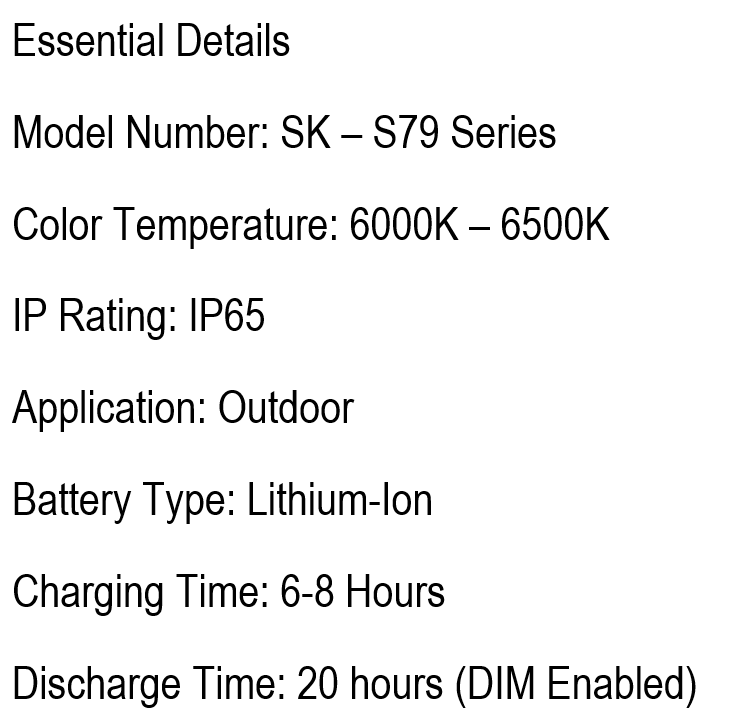 Essential Details
Model Number: SK – S79 Series
Color Temperature: 6000K – 6500K
IP Rating: IP65
Application: Outdoor
Battery Type: Lithium-Ion
Charging Time: 6-8 Hours
Discharge Time: 20 hours (DIM Enabled)